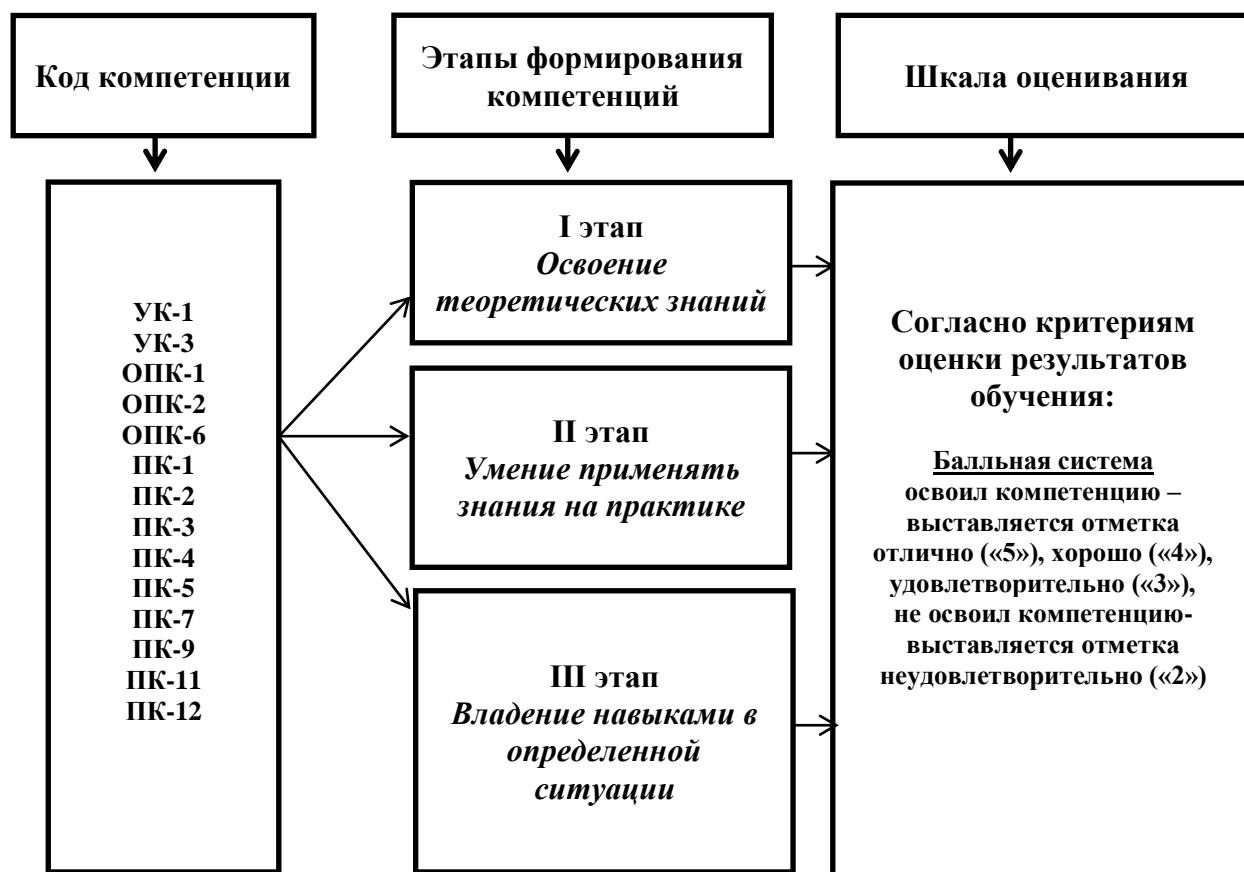 Код компетенции
Этапы формирования
компетенций
Шкала оценивания
УК-1
УК-3
ОПК-1
ОПК-2
ОПК-6
ПК-1
ПК-2
ПК-3
ПК-4
ПК-5
ПК-7
ПК-9
ПК-11
ПК-12
I этап
Освоение
теоретических знаний
II этап
Умение применять
знания на практике
III этап
Владение навыками в
определенной
ситуации
Согласно критериям
оценки результатов
обучения:
Балльная система
освоил компетенцию –
выставляется отметка
отлично («5»), хорошо («4»),
удовлетворительно («3»),
не освоил компетенцию-
выставляется отметка
неудовлетворительно («2»)